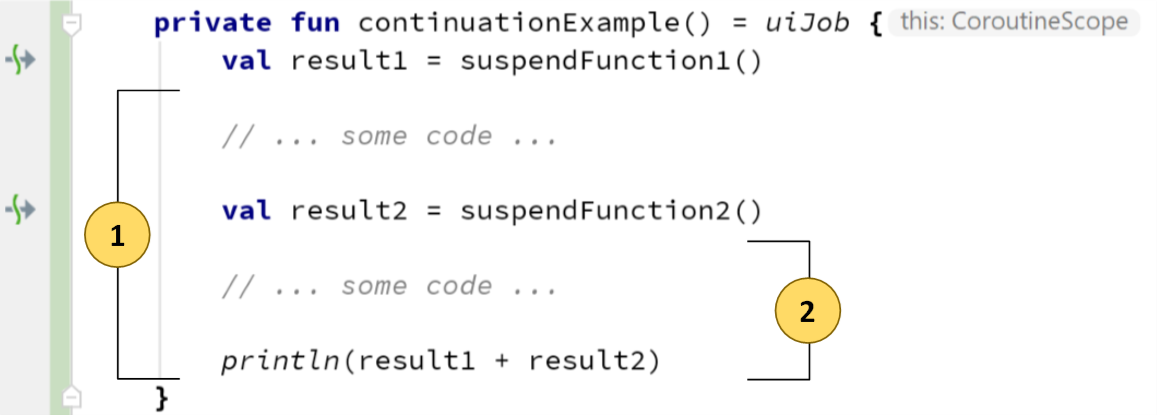 private fun continuationExample() = uiJob { this: CoroutineScope
val result1 = suspendFunction1()
// ... some code ...
val result2 = suspendFunction2()
1
// ... some code ...
2
println(result1 + result2)
}